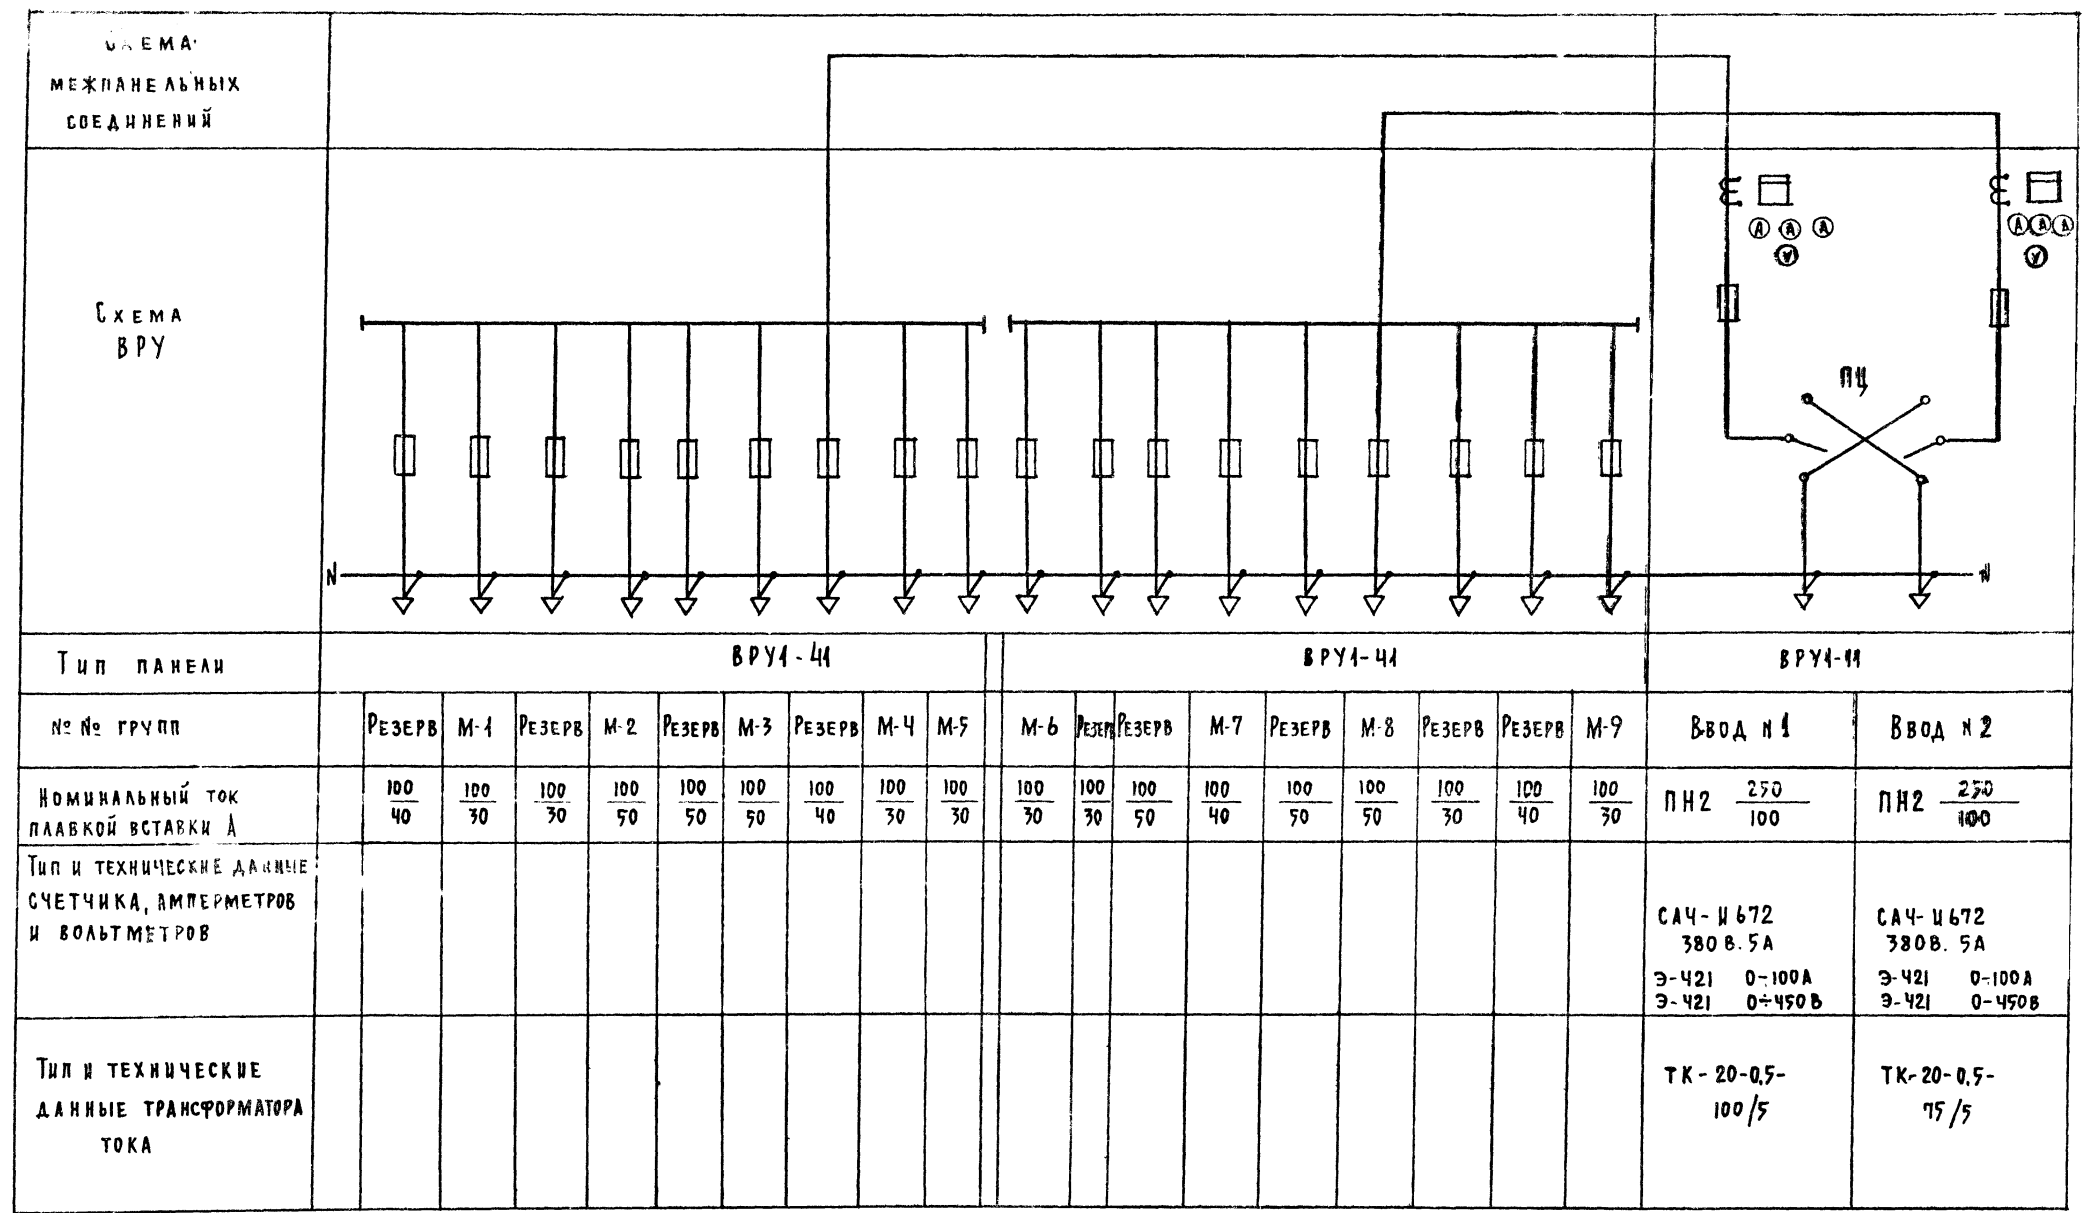 СХЕМА
МЕЖПАНЕЛЬНЫХ
СОЕДИНЕНИЙ
А А А
V
А А А
V
СХЕМА
ВРУ
ПЦ
N
N
ТИП ПАНЕЛИ
ВРУ1-41
ВРУ1-41
ВРУ1-11
№ № ГРУПП
РЕЗЕРВ М-1 РЕЗЕРВ М-2 РЕЗЕРВ М-3 РЕЗЕРВ М-4 М-5 М-6 РЕЗЕРВ РЕЗЕРВ М-7 РЕЗЕРВ М-8 РЕЗЕРВ РЕЗЕРВ М-9 ВВОД N1 ВВОД N2
НОМИНАЛЬНЫЙ ТОК
ПЛАВКОЙ ВСТАВКИ А
100 100 100 100 100 100 100 100 100 100 100 100 100 100 100 100 100 100
40 30 30 50 50 50 40 30 30 30 30 50 40 50 50 30 40 30
ПН2 250
100
ПН2 250
100
ТИП И ТЕХНИЧЕСКИЕ ДАННЫЕ
СЧЕТЧИКА, АМПЕРМЕТРОВ
И ВОЛЬТМЕТРОВ
САЧ-И672
380В. 5А
Э-421 0-100А
Э-421 0÷450В
САЧ-И672
380В. 5А
Э-421 0-100А
Э-421 0-450В
ТИП И ТЕХНИЧЕСКИЕ
ДАННЫЕ ТРАНСФОРМАТОРА
ТОКА
ТК-20-0,5-
100/5
ТК-20-0,5-
75/5